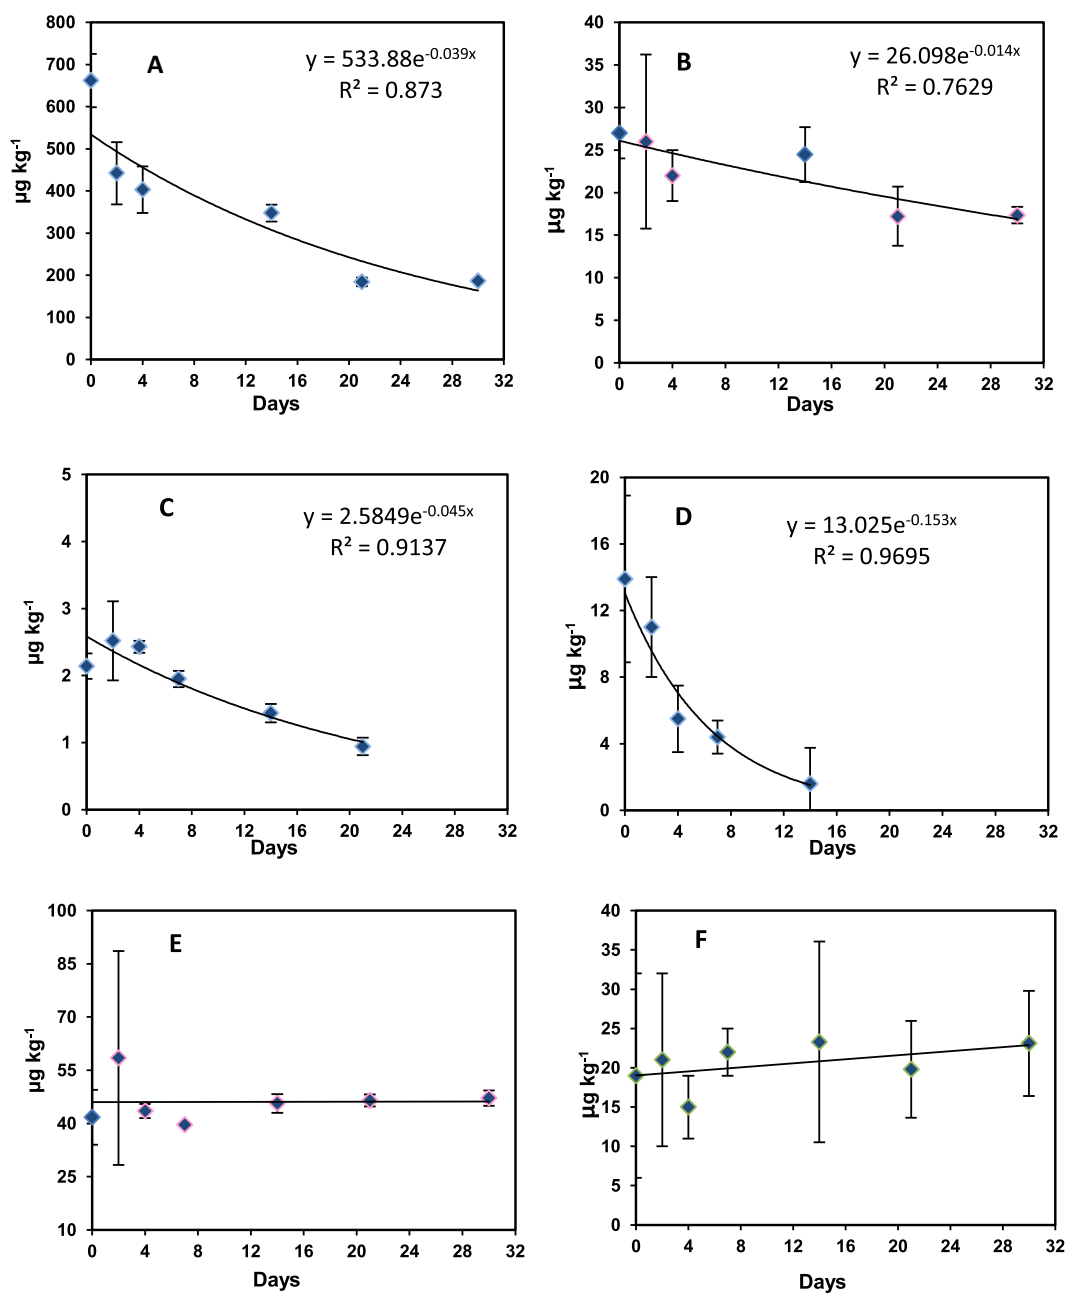 A
y = 533.88e^-0.039x
R² = 0.873
800
700
600
500
400
300
200
100
0
µg kg^-1
0 4 8 12 16 20 24 28 32
Days
B
y = 26.098e^-0.014x
R² = 0.7629
40
35
30
25
20
15
10
5
0
µg kg^-1
0 4 8 12 16 20 24 28 32
Days
C
y = 2.5849e^-0.045x
R² = 0.9137
5
4
3
2
1
0
µg kg^-1
0 4 8 12 16 20 24 28 32
Days
D
y = 13.025e^-0.153x
R² = 0.9695
20
16
12
8
4
0
µg kg^-1
0 4 8 12 16 20 24 28 32
Days
E
100
85
70
55
40
25
10
µg kg^-1
0 4 8 12 16 20 24 28 32
Days
F
40
35
30
25
20
15
10
5
0
µg kg^-1
0 4 8 12 16 20 24 28 32
Days